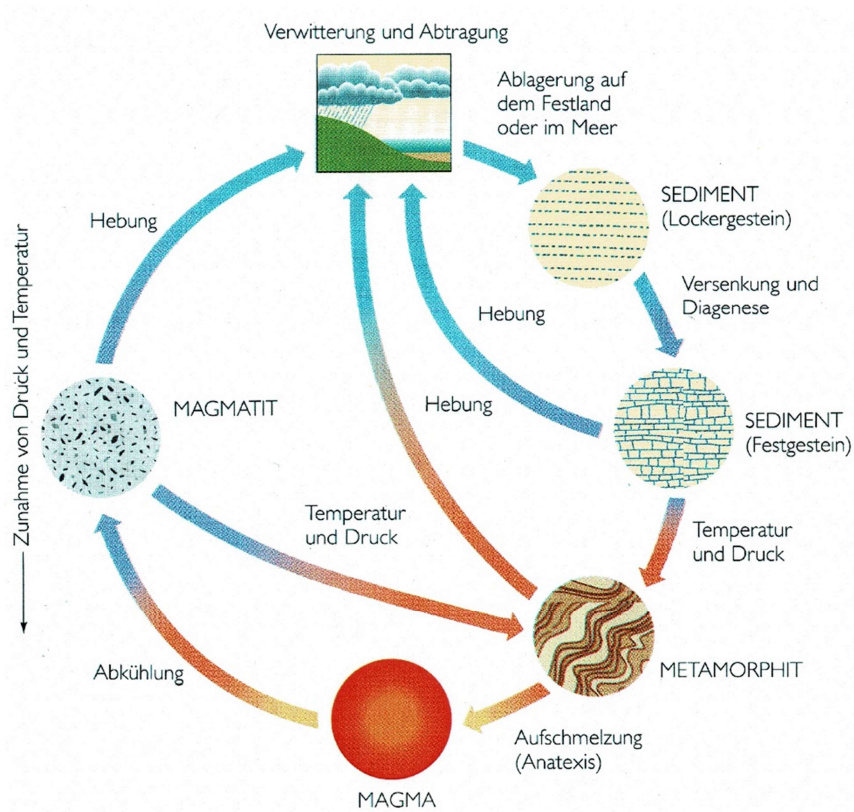 Verwitterung und Abtragung
Ablagerung auf
dem Festland
oder im Meer
SEDIMENT
(Lockergestein)
Hebung
Versenkung und
Diagenese
Hebung
Zunahme von Druck und Temperatur
MAGMATIT
Hebung
SEDIMENT
(Festgestein)
Temperatur
und Druck
Temperatur
und Druck
Abkühlung
METAMORPHIT
Aufschmelzung
(Anatexis)
MAGMA